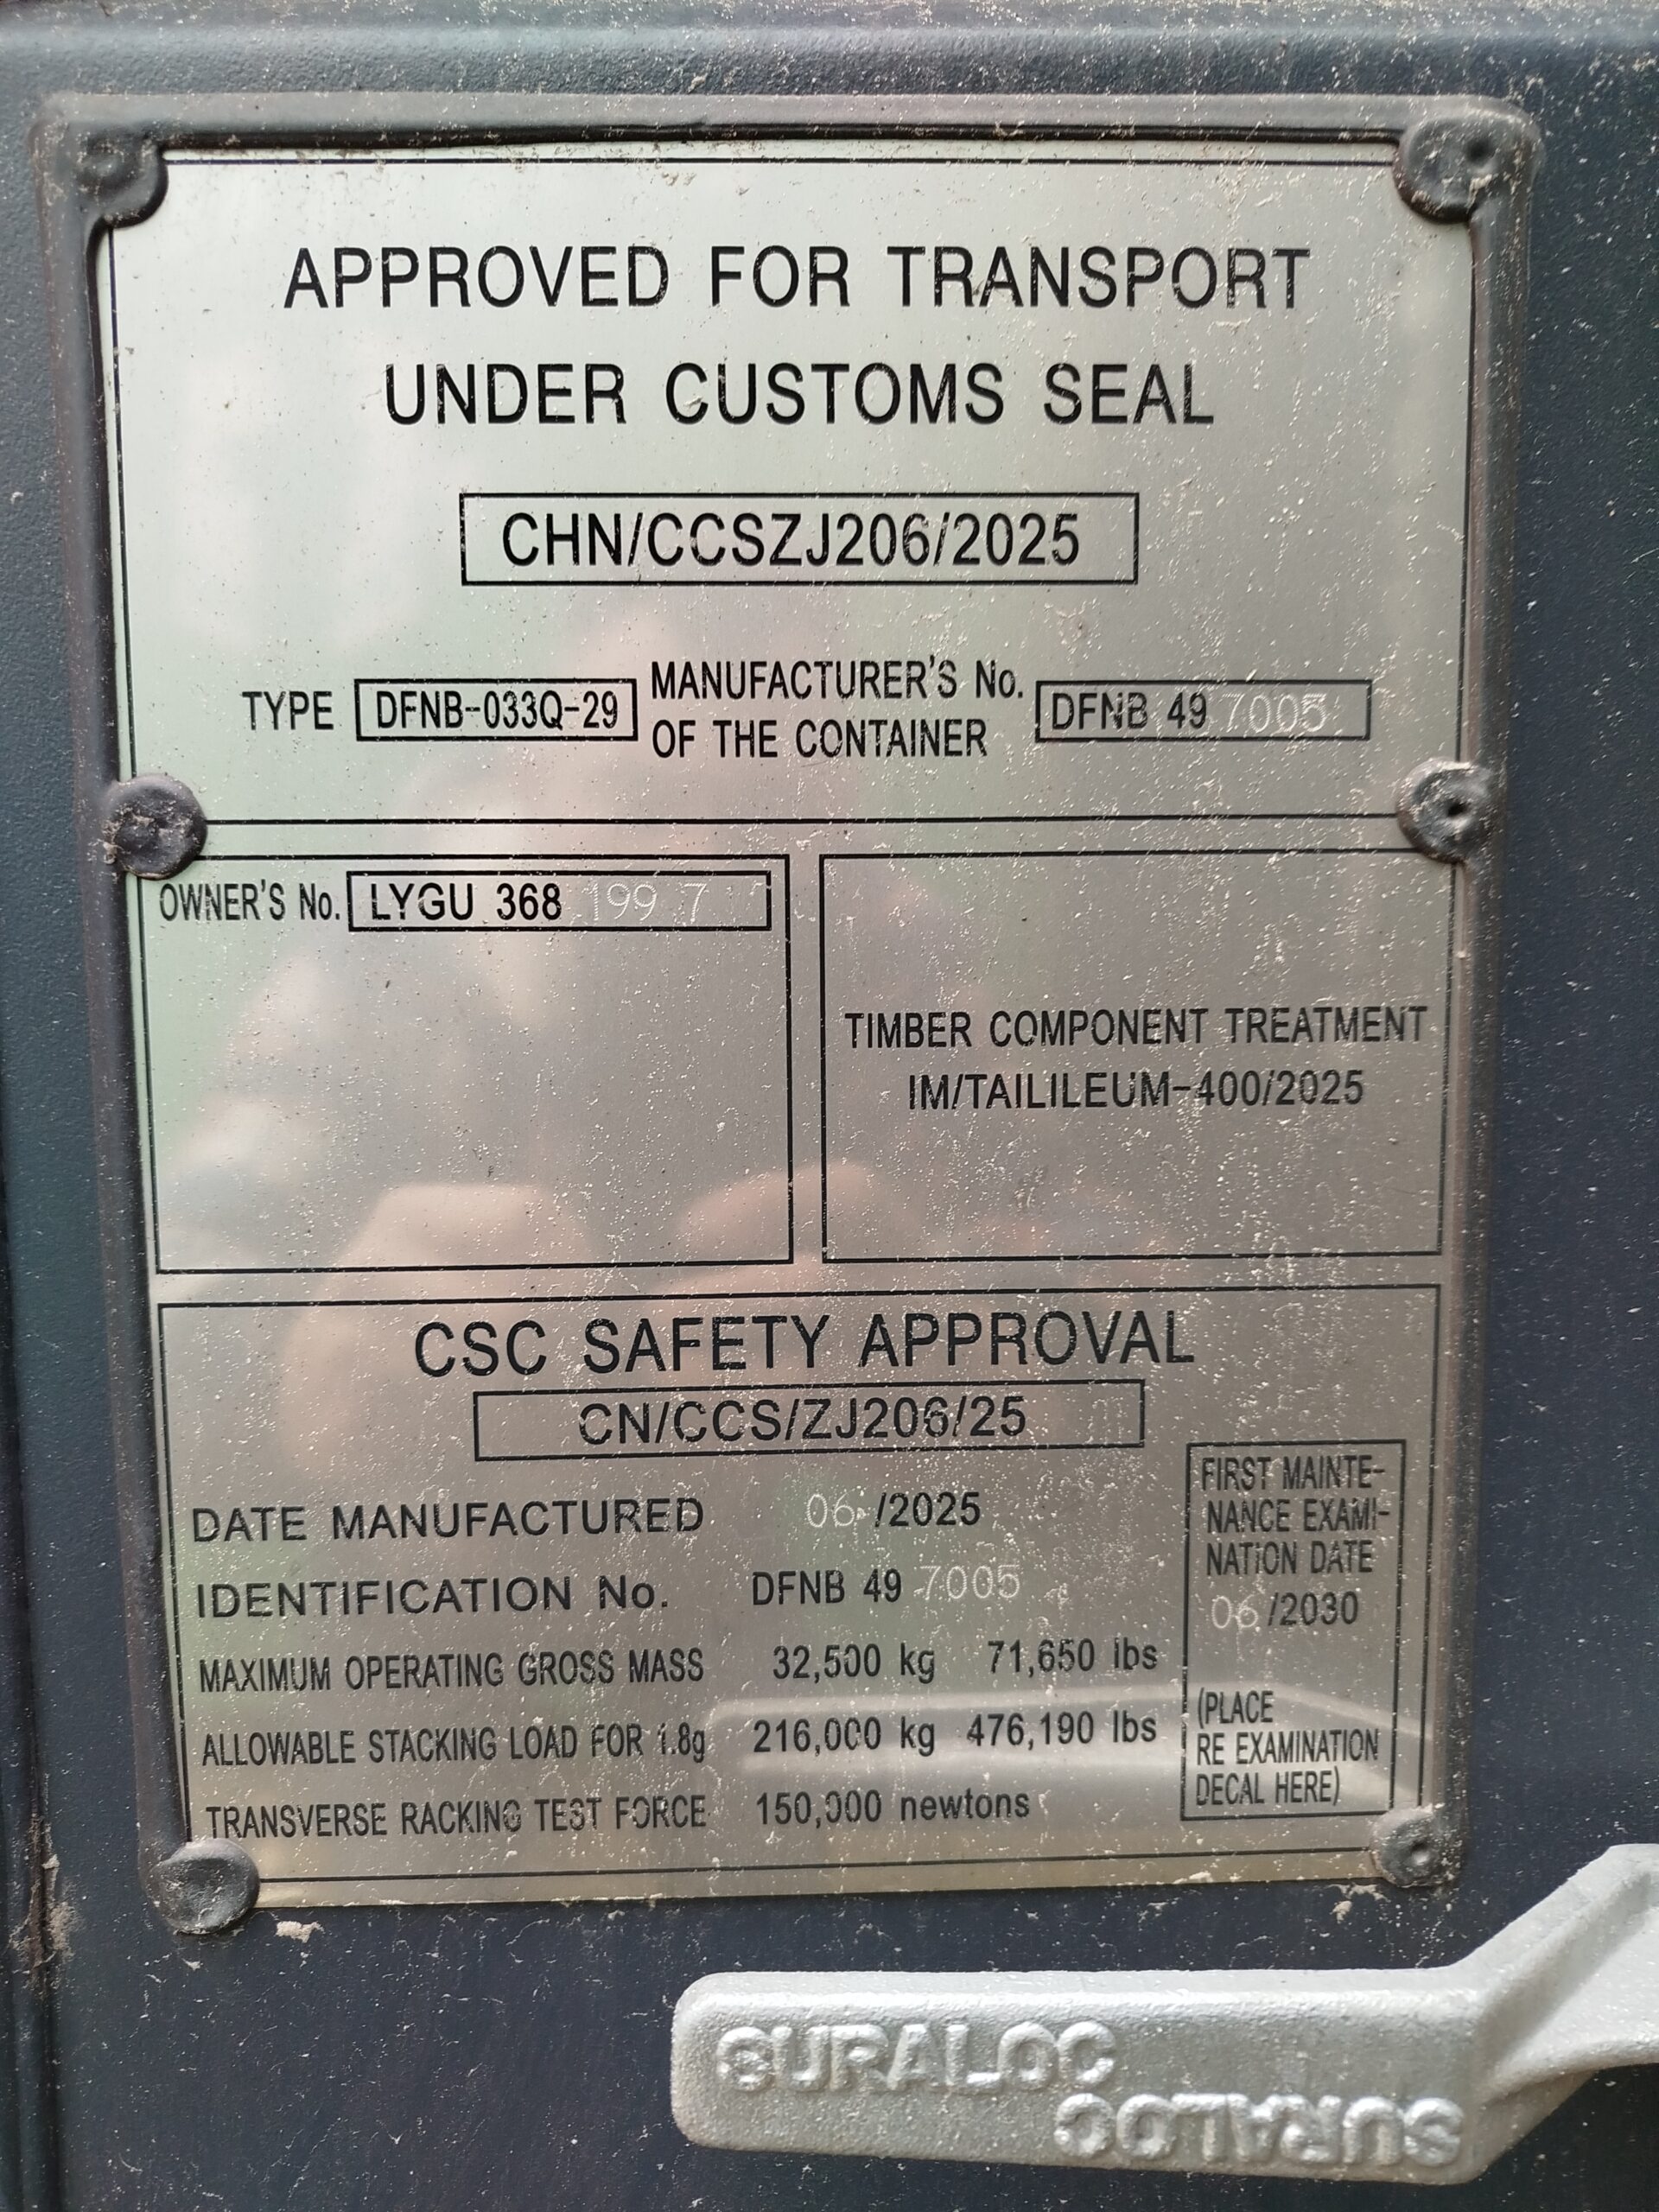 APPROVED FOR TRANSPORT
UNDER CUSTOMS SEAL
CHN/CCSZJ206/2025
TYPE DFNB-033Q-29 MANUFACTURER'S No. OF THE CONTAINER DFNB 49 7005
OWNER'S No. LYGU 368 199 7
TIMBER COMPONENT TREATMENT
IM/TAILILEUM-400/2025
CSC SAFETY APPROVAL
CN/CCS/ZJ206/25
DATE MANUFACTURED 06 /2025
IDENTIFICATION No. DFNB 49 7005
MAXIMUM OPERATING GROSS MASS 32,500 kg 71,650 lbs
ALLOWABLE STACKING LOAD FOR 1.8g 216,000 kg 476,190 lbs
TRANSVERSE RACKING TEST FORCE 150,000 newtons
FIRST MAINTE-
NANCE EXAMI-
NATION DATE
06 /2030
(PLACE
RE EXAMINATION
DECAL HERE)
SURALOC
SURALOC